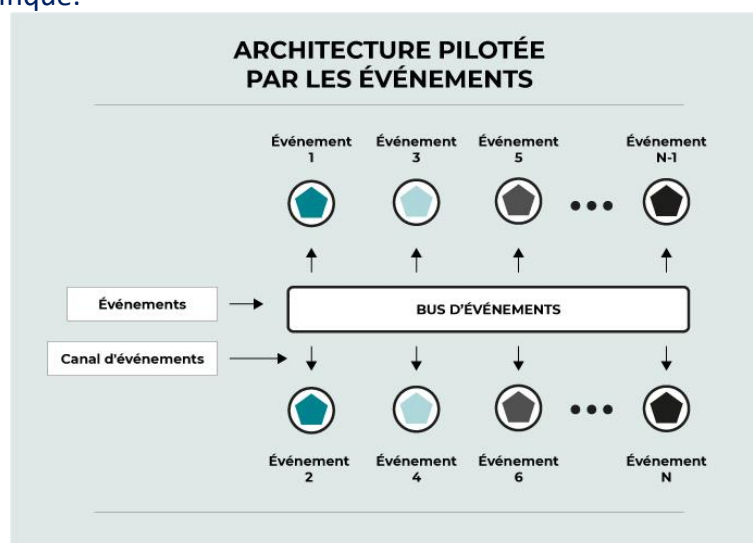 ARCHITECTURE PILOTÉE
PAR LES ÉVÉNEMENTS
Événement
1
Événement
3
Événement
5
Événement
N-1
Événements
BUS D'ÉVÉNEMENTS
Canal d'événements
Événement
2
Événement
4
Événement
6
Événement
N